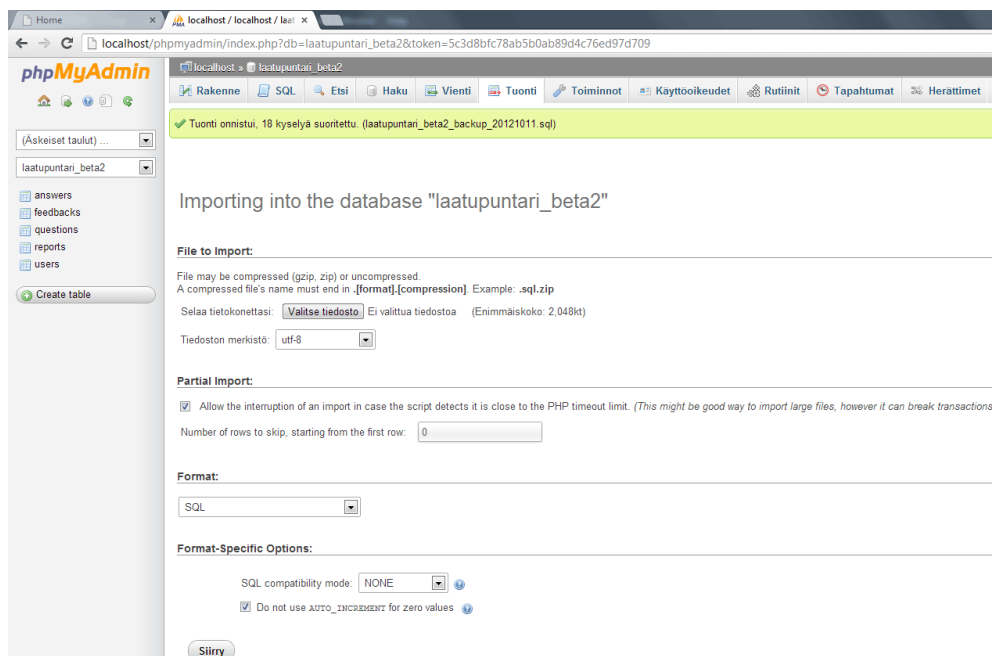 Home
localhost / localhost / laat
localhost/phpmyadmin/index.php?db=laatupuntari_beta2&token=5c3d8bfc78ab5b0ab89d4c76ed97d709
phpMyAdmin
(Äskeiset taulut) ...
laatupuntari_beta2
answers
feedbacks
questions
reports
users
Create table
localhost » laatupuntari_beta2
Rakenne SQL Etsi Haku Vienti Tuonti Toiminnot Käyttöoikeudet Rutiinit Tapahtumat Herättimet
Tuonti onnistui, 18 kyselyä suoritettu. (laatupuntari_beta2_backup_20121011.sql)
Importing into the database "laatupuntari_beta2"
File to Import:
File may be compressed (gzip, zip) or uncompressed.
A compressed file's name must end in .[format].[compression]. Example: .sql.zip
Selaa tietokonettasi: Valitse tiedosto Ei valittua tiedostoa (Enimmäiskoko: 2,048kt)
Tiedoston merkistö: utf-8
Partial Import:
Allow the interruption of an import in case the script detects it is close to the PHP timeout limit. (This might be good way to import large files, however it can break transactions
Number of rows to skip, starting from the first row: 0
Format:
SQL
Format-Specific Options:
SQL compatibility mode: NONE
Do not use AUTO_INCREMENT for zero values
Siirry